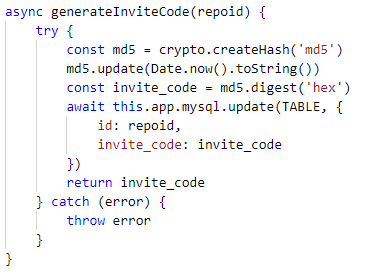 async generateInviteCode(repoid) {
    try {
        const md5 = crypto.createHash('md5')
        md5.update(Date.now().toString())
        const invite_code = md5.digest('hex')
        await this.app.mysql.update(TABLE, {
            id: repoid,
            invite_code: invite_code
        })
        return invite_code
    } catch (error) {
        throw error
    }
}